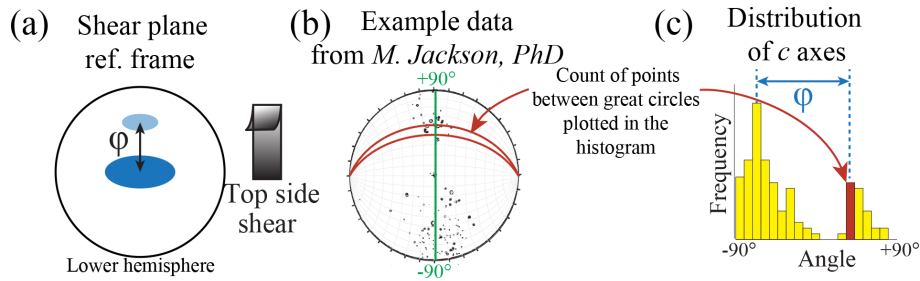 (a)
Shear plane
ref. frame
φ
Lower hemisphere
Top side
shear
(b)
Example data
from M. Jackson, PhD
+90°
-90°
Count of points
between great circles
plotted in the
histogram
(c)
Distribution
of c axes
φ
Frequency
-90°
Angle
+90°